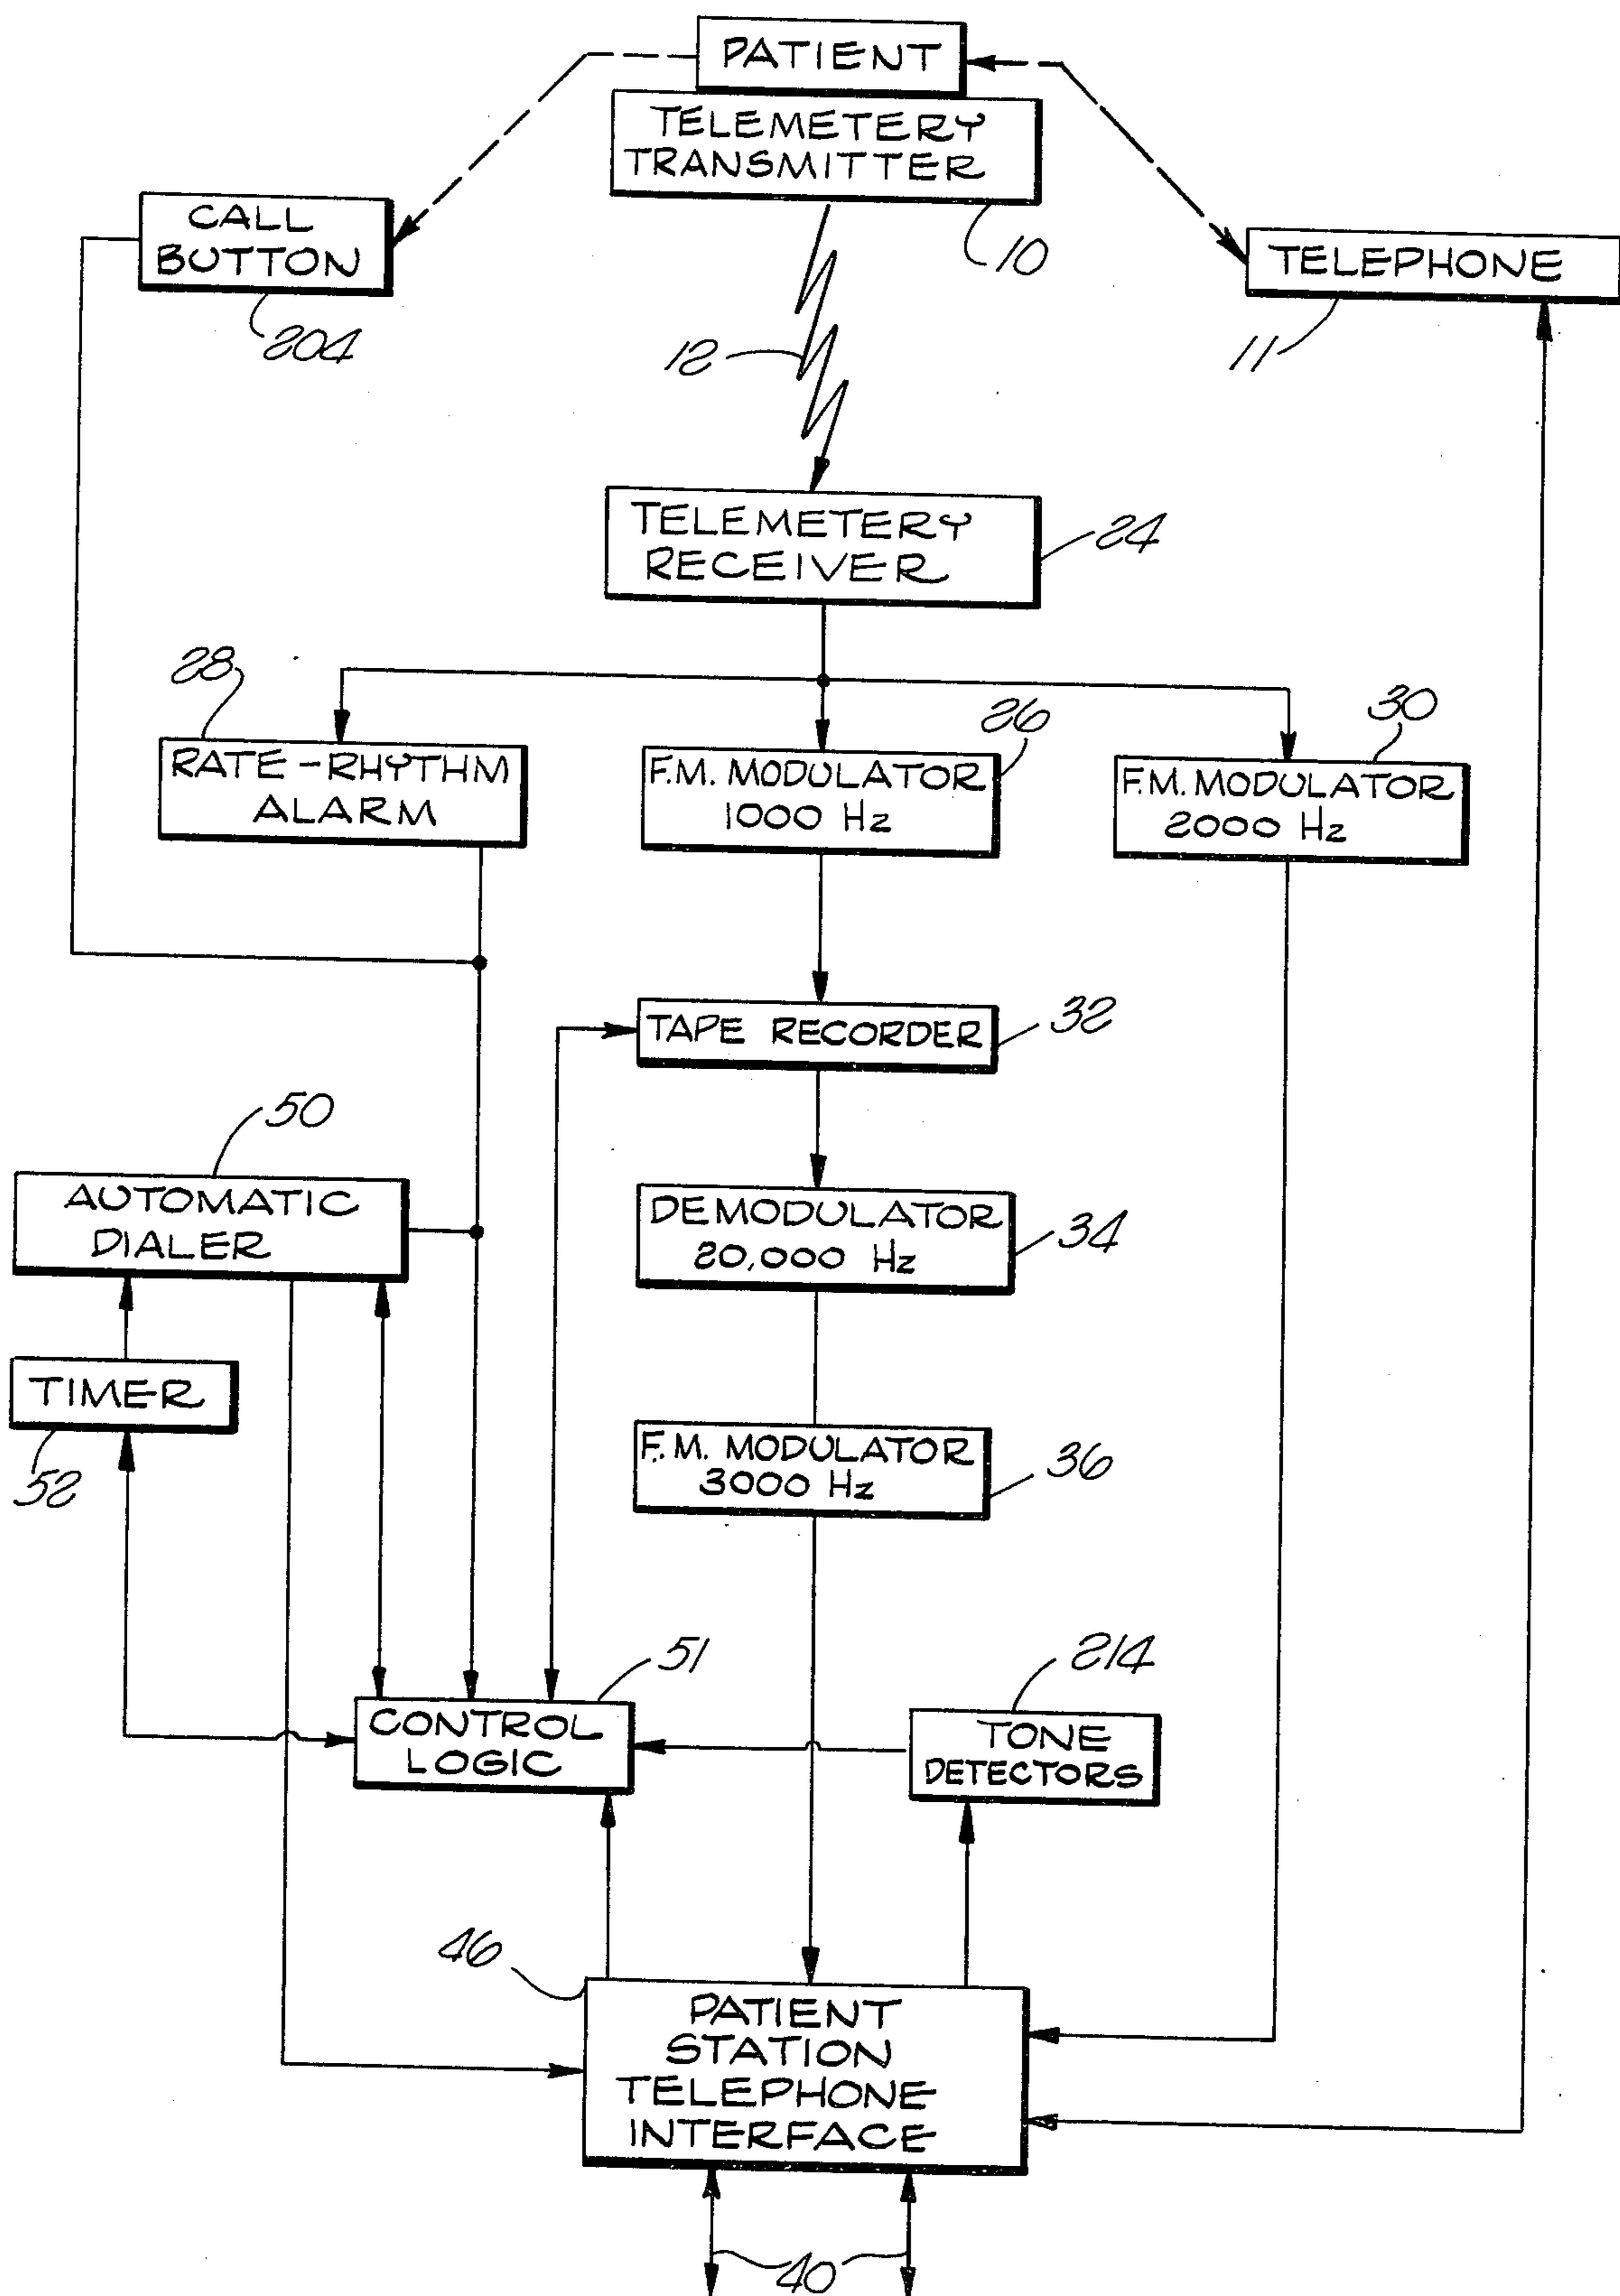 PATIENT
TELEMETERY
TRANSMITTER
10
CALL
BUTTON
204
TELEPHONE
11
12
TELEMETERY
RECEIVER
24
28
26
30
RATE-RHYTHM
ALARM
F.M. MODULATOR
1000 Hz
F.M. MODULATOR
2000 Hz
TAPE RECORDER
32
50
AUTOMATIC
DIALER
DEMODULATOR
20,000 Hz
34
TIMER
52
F.M. MODULATOR
3000 Hz
36
51
214
CONTROL
LOGIC
TONE
DETECTORS
46
PATIENT
STATION
TELEPHONE
INTERFACE
40